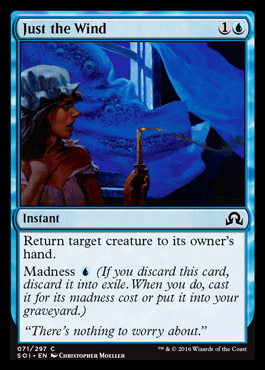 Just the Wind 1
Instant
Return target creature to its owner's
hand.
Madness (If you discard this card,
discard it into exile. When you do, cast
it for its madness cost or put it into your
graveyard.)
"There's nothing to worry about."
071/297 C
SOI • EN Christopher Moeller
™ & © 2016 Wizards of the Coast